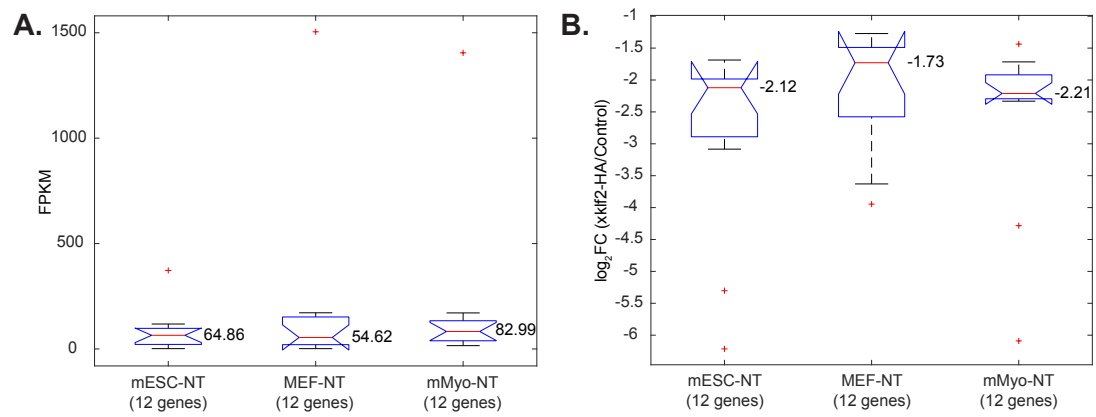 A.
FPKM
1500
1000
500
0
64.86
54.62
82.99
mESC-NT
(12 genes)
MEF-NT
(12 genes)
mMyo-NT
(12 genes)
B.
log2FC (xklf2-HA/Control)
-1
-1.5
-2
-2.5
-3
-3.5
-4
-4.5
-5
-5.5
-6
-2.12
-1.73
-2.21
mESC-NT
(12 genes)
MEF-NT
(12 genes)
mMyo-NT
(12 genes)